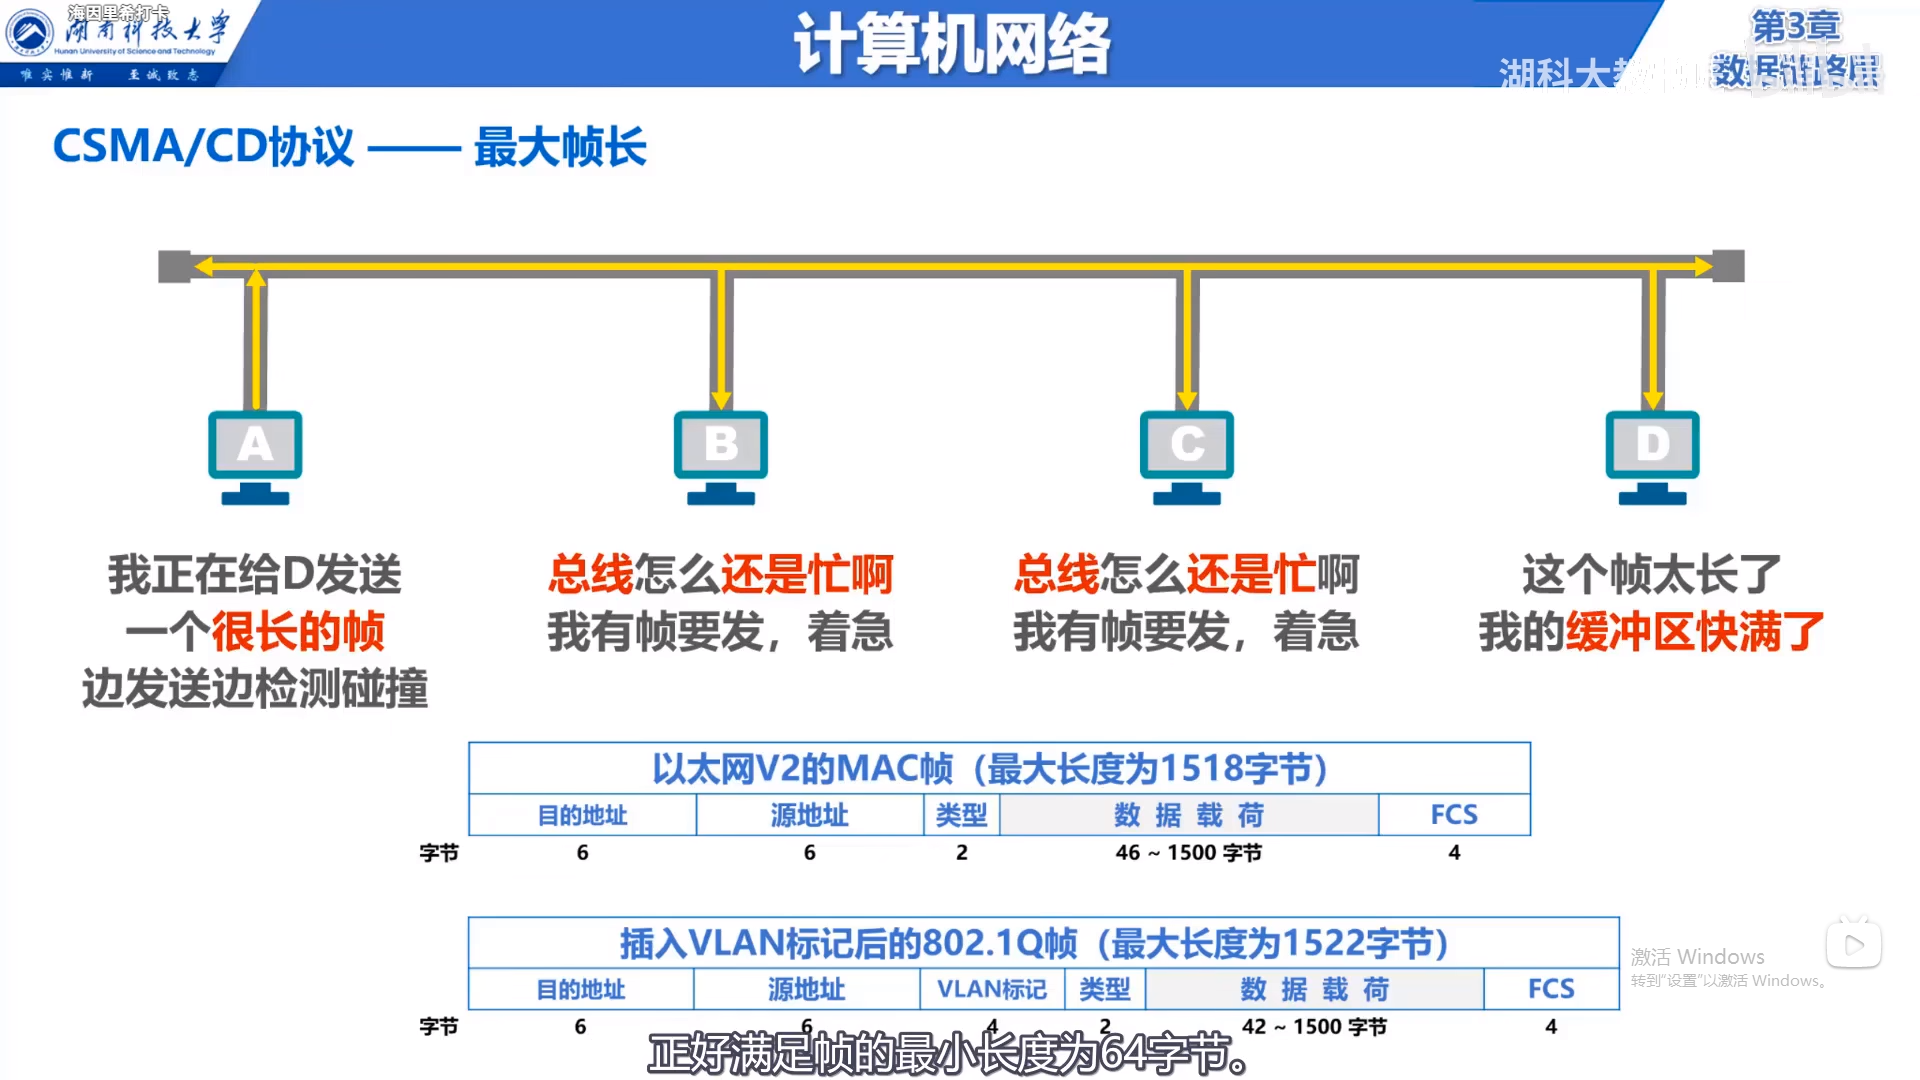 海因里希打卡
湖南科技大学
Hunan University of Science and Technology
唯实惟新 至诚致志
计算机网络
第3章
数据链路层
湖科大教书匠
CSMA/CD协议 —— 最大帧长
A
B
C
D
我正在给D发送
一个很长的帧
边发送边检测碰撞
总线怎么还是忙啊
我有帧要发，着急
总线怎么还是忙啊
我有帧要发，着急
这个帧太长了
我的缓冲区快满了
以太网V2的MAC帧（最大长度为1518字节）
目的地址 源地址 类型 数据载荷 FCS
字节 6 6 2 46 ~ 1500 字节 4
插入VLAN标记后的802.1Q帧（最大长度为1522字节）
目的地址 源地址 VLAN标记 类型 数据载荷 FCS
字节 6 6 4 2 42 ~ 1500 字节 4
正好满足帧的最小长度为64字节。
激活 Windows
转到“设置”以激活 Windows。